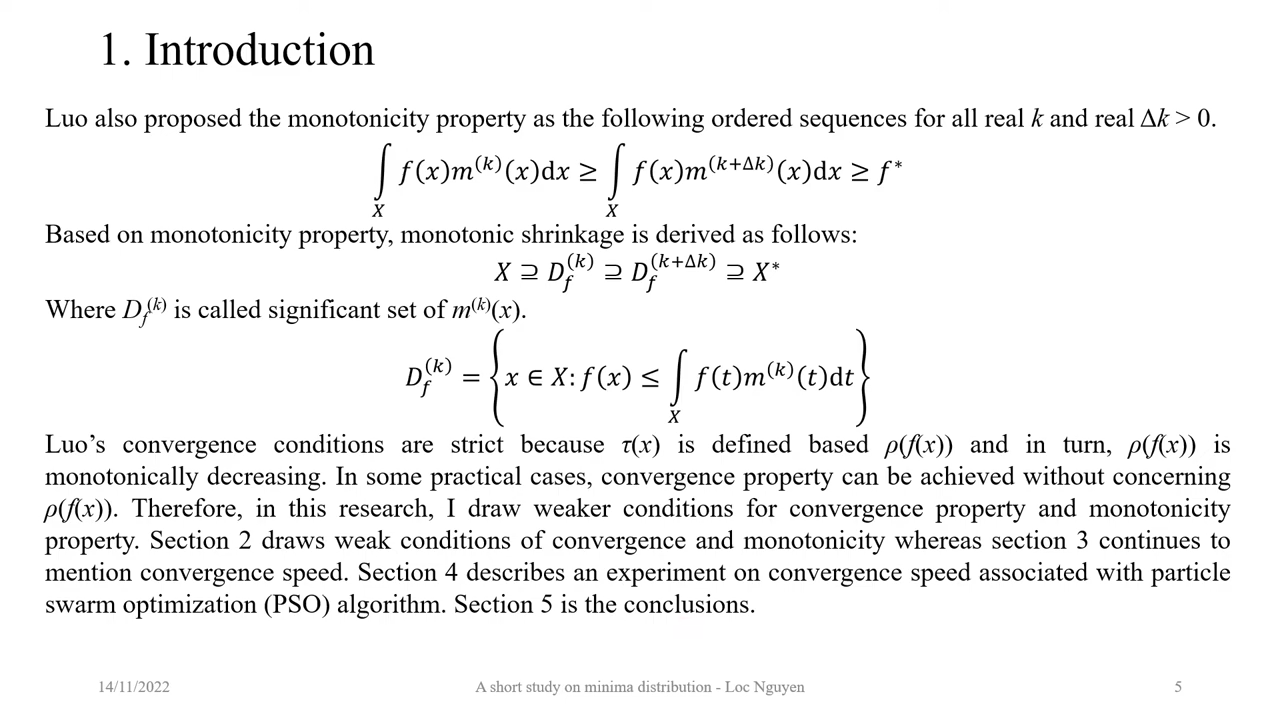 1. Introduction
Luo also proposed the monotonicity property as the following ordered sequences for all real k and real Δk > 0.
∫_X f(x)m^(k)(x)dx ≥ ∫_X f(x)m^(k+Δk)(x)dx ≥ f*
Based on monotonicity property, monotonic shrinkage is derived as follows:
X ⊇ D_f^(k) ⊇ D_f^(k+Δk) ⊇ X*
Where D_f^(k) is called significant set of m^(k)(x).
D_f^(k) = {x ∈ X: f(x) ≤ ∫_X f(t)m^(k)(t)dt}
Luo’s convergence conditions are strict because τ(x) is defined based ρ(f(x)) and in turn, ρ(f(x)) is
monotonically decreasing. In some practical cases, convergence property can be achieved without concerning
ρ(f(x)). Therefore, in this research, I draw weaker conditions for convergence property and monotonicity
property. Section 2 draws weak conditions of convergence and monotonicity whereas section 3 continues to
mention convergence speed. Section 4 describes an experiment on convergence speed associated with particle
swarm optimization (PSO) algorithm. Section 5 is the conclusions.
14/11/2022
A short study on minima distribution - Loc Nguyen
5